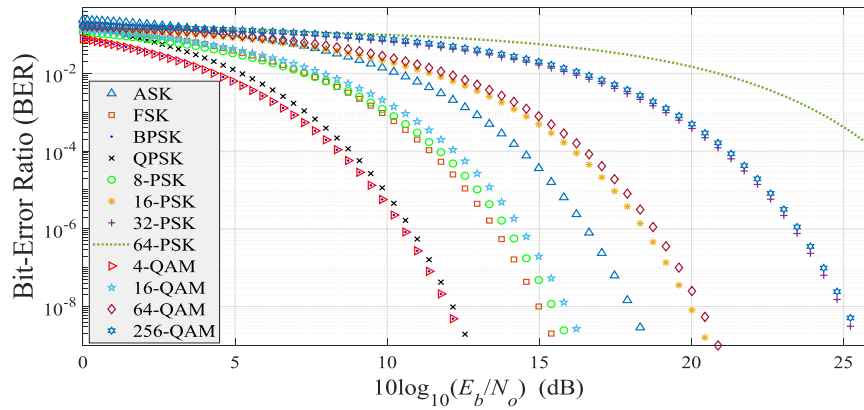 Bit-Error Ratio (BER)
10⁻²
10⁻⁴
10⁻⁶
10⁻⁸
ASK
FSK
BPSK
QPSK
8-PSK
16-PSK
32-PSK
64-PSK
4-QAM
16-QAM
64-QAM
256-QAM
0 5 10 15 20 25
10log₁₀(E_b/N_o) (dB)